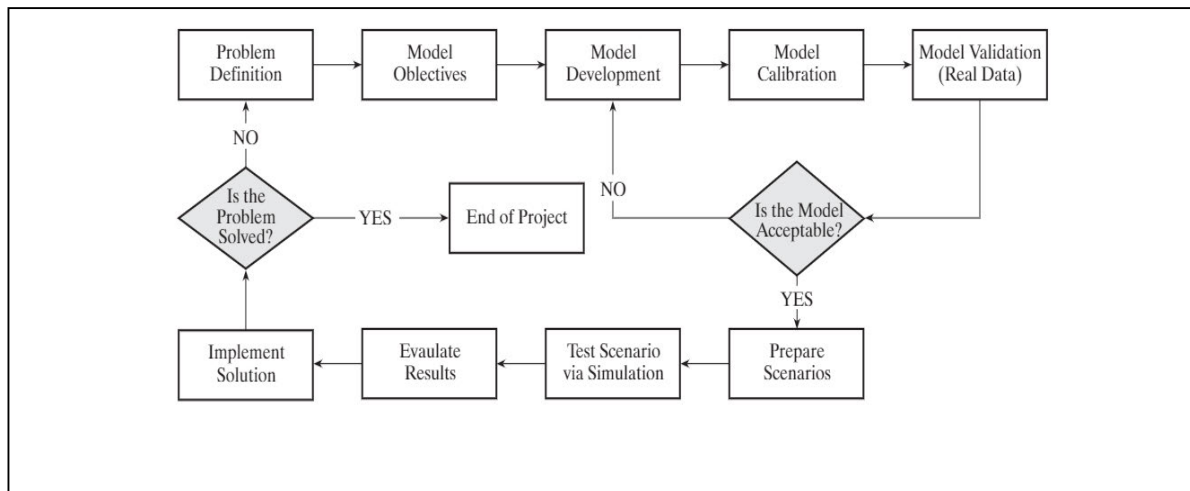 Problem
Definition
Model
Oblectives
Model
Development
Model
Calibration
Model Validation
(Real Data)
NO
Is the
Problem
Solved?
YES
End of Project
NO
Is the Model
Acceptable?
YES
Implement
Solution
Evaulate
Results
Test Scenario
via Simulation
Prepare
Scenarios